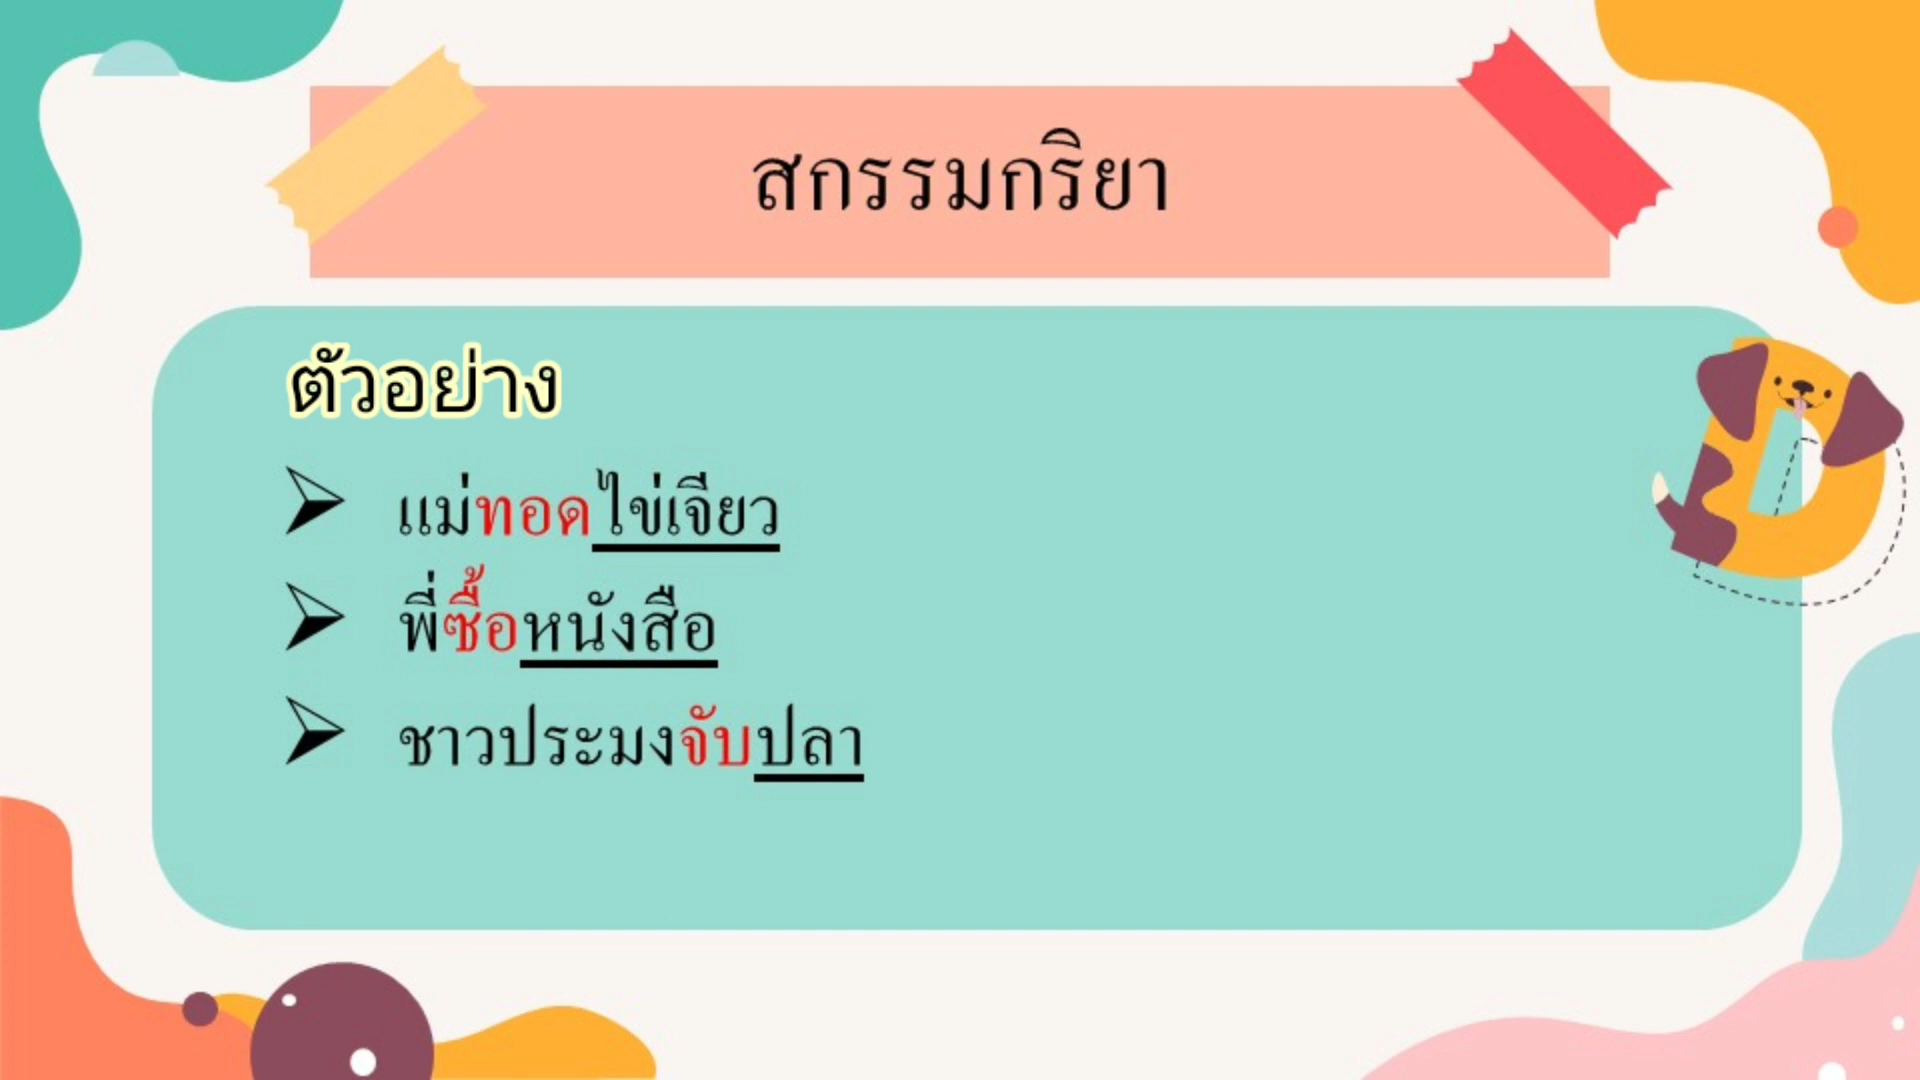 สกรรมกริยา
ตัวอย่าง
แม่ทอดไข่เจียว
พี่ซื้อหนังสือ
ชาวประมงจับปลา